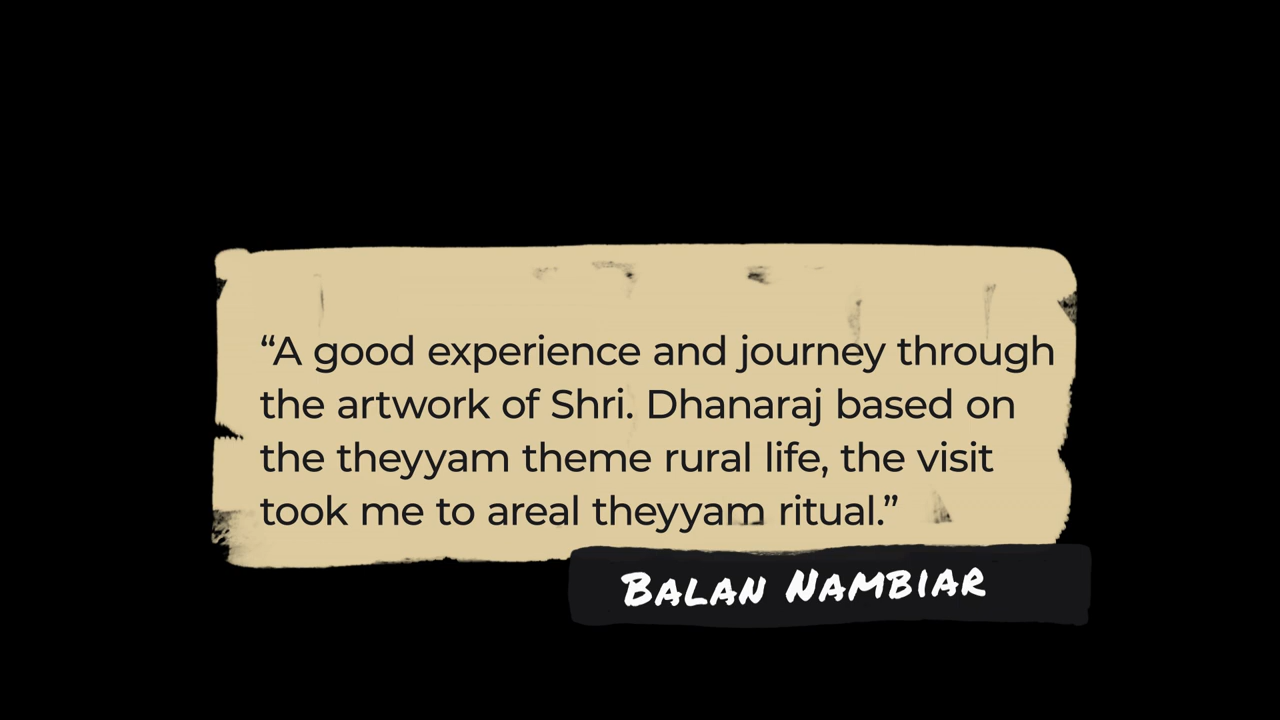 “A good experience and journey through
the artwork of Shri. Dhanaraj based on
the theyyam theme rural life, the visit
took me to areal theyyam ritual.”
BALAN NAMBIAR